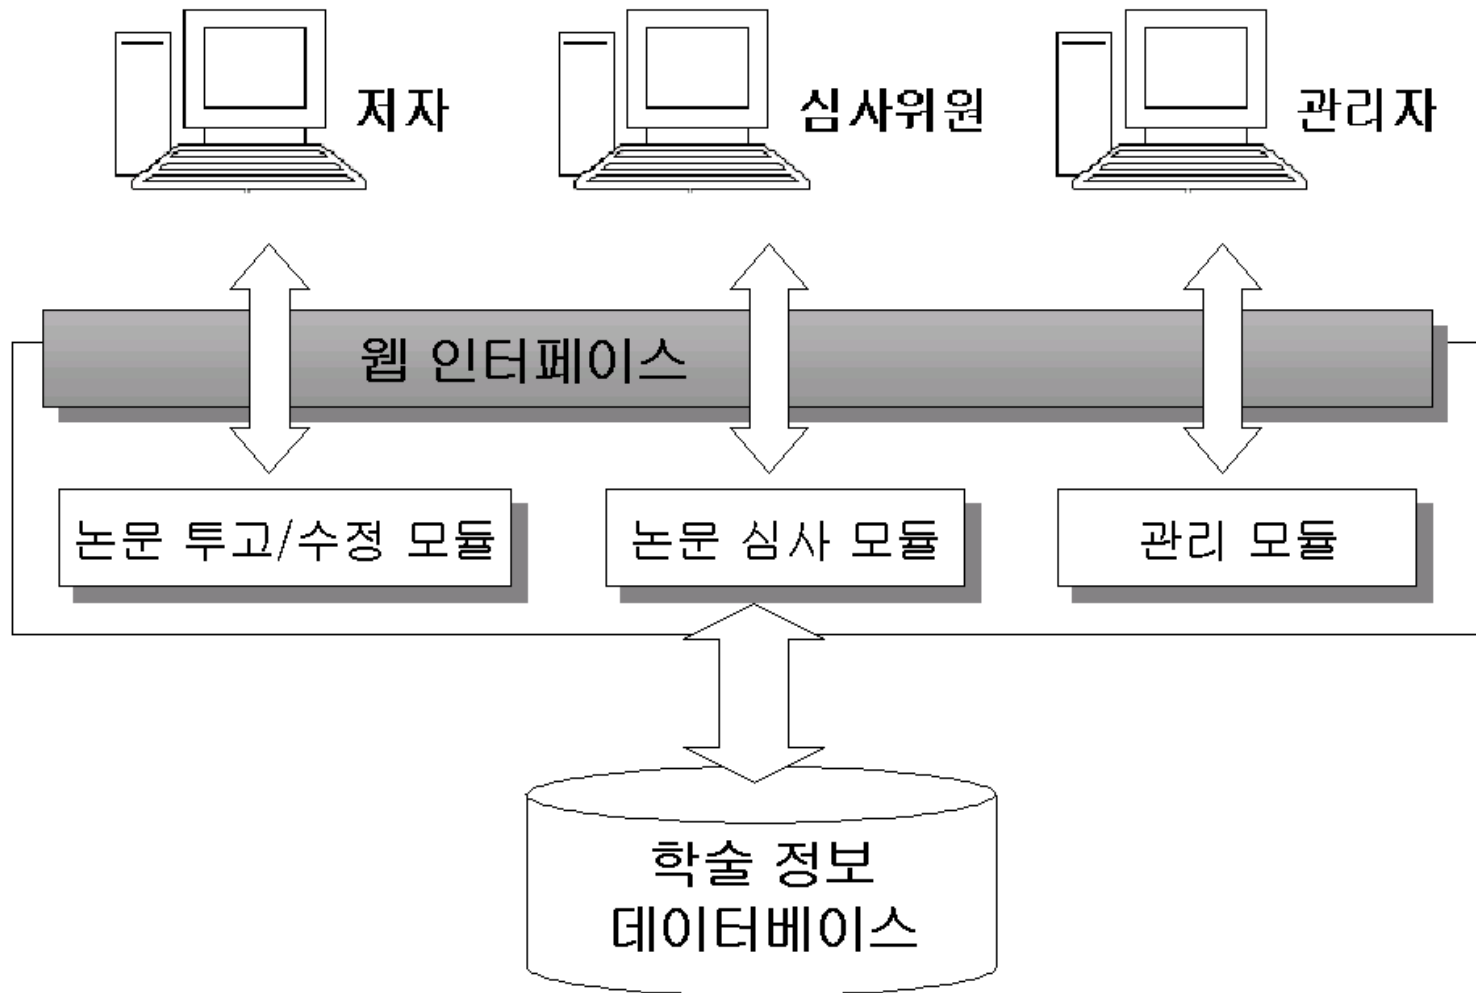 저자
심사위원
관리자
웹 인터페이스
논문 투고/수정 모듈
논문 심사 모듈
관리 모듈
학술 정보
데이터베이스